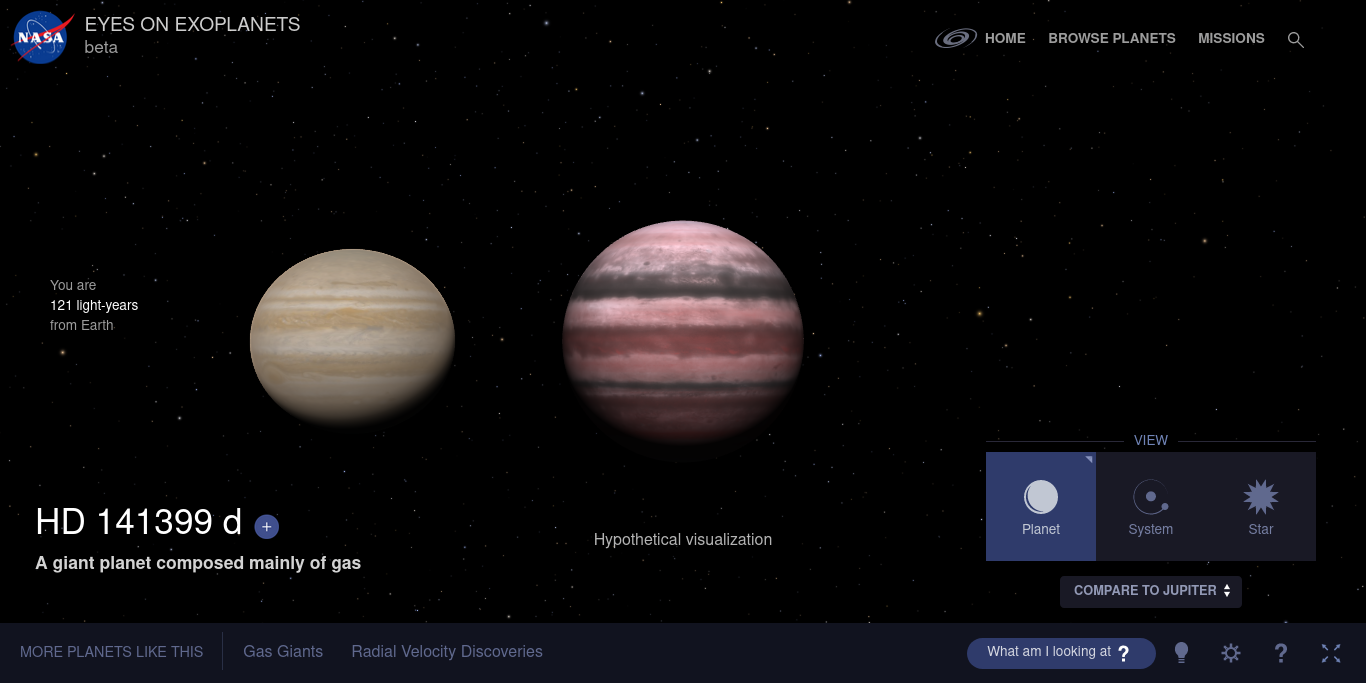 NASA
EYES ON EXOPLANETS
beta
HOME
BROWSE PLANETS
MISSIONS
You are
121 light-years
from Earth
HD 141399 d +
A giant planet composed mainly of gas
Hypothetical visualization
VIEW
Planet
System
Star
COMPARE TO JUPITER
MORE PLANETS LIKE THIS
Gas Giants
Radial Velocity Discoveries
What am I looking at ?
?